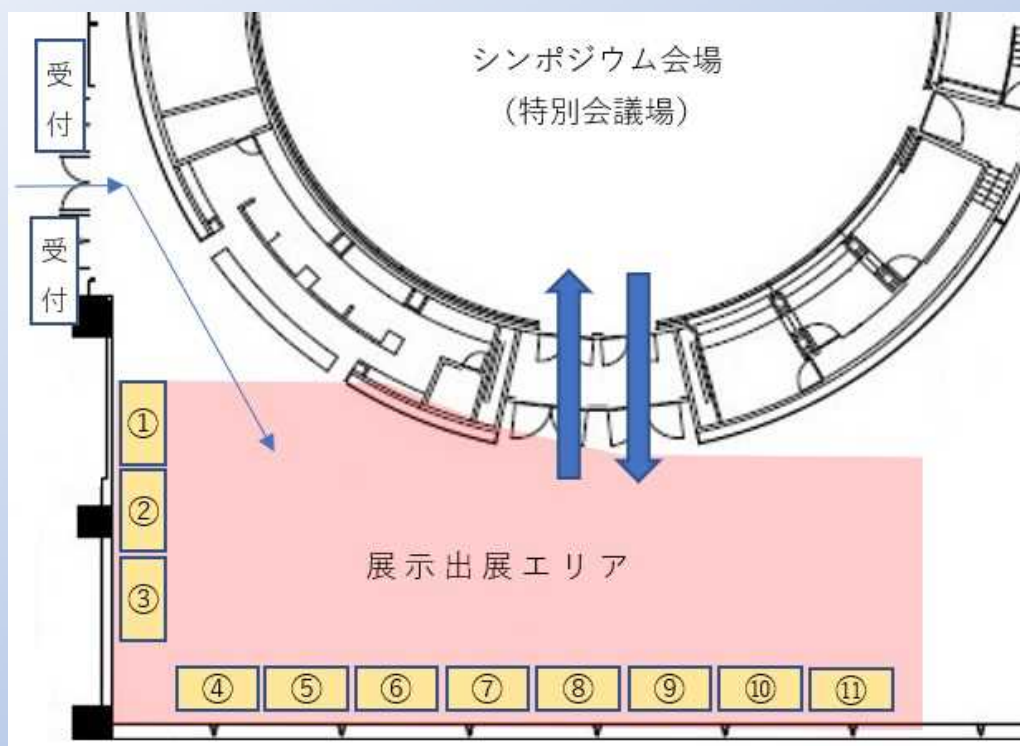 シンポジウム会場
（特別会議場）
受付
受付
①
②
③
展示出展エリア
④ ⑤ ⑥ ⑦ ⑧ ⑨ ⑩ ⑪